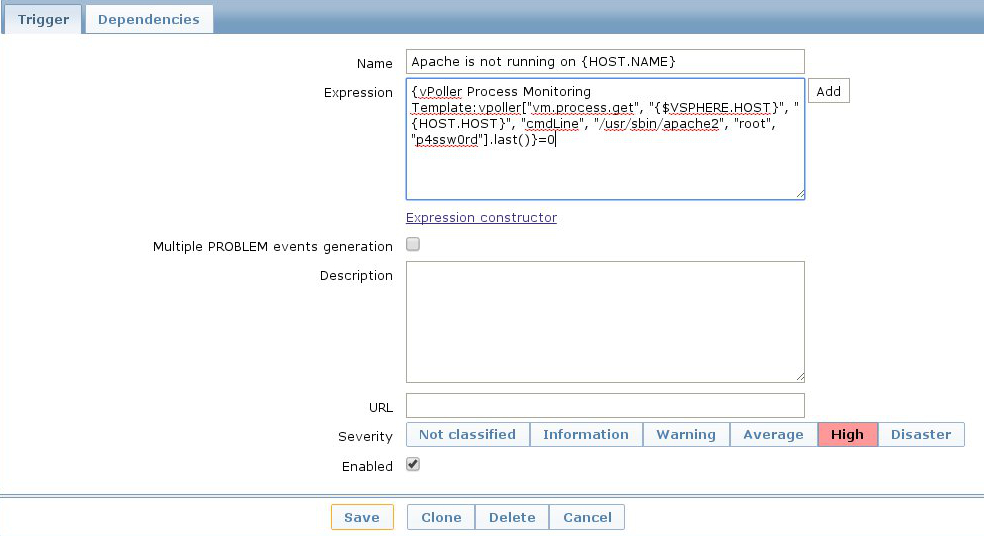 Trigger Dependencies
Name Apache is not running on {HOST.NAME}
Expression {vPoller Process Monitoring Add
Template:vpoller["vm.process.get", "{$VSPHERE.HOST}", "
{HOST.HOST}", "cmdLine", "/usr/sbin/apache2", "root",
"p4ssw0rd"].last()}=0
Expression constructor
Multiple PROBLEM events generation
Description
URL
Severity Not classified Information Warning Average High Disaster
Enabled
Save Clone Delete Cancel